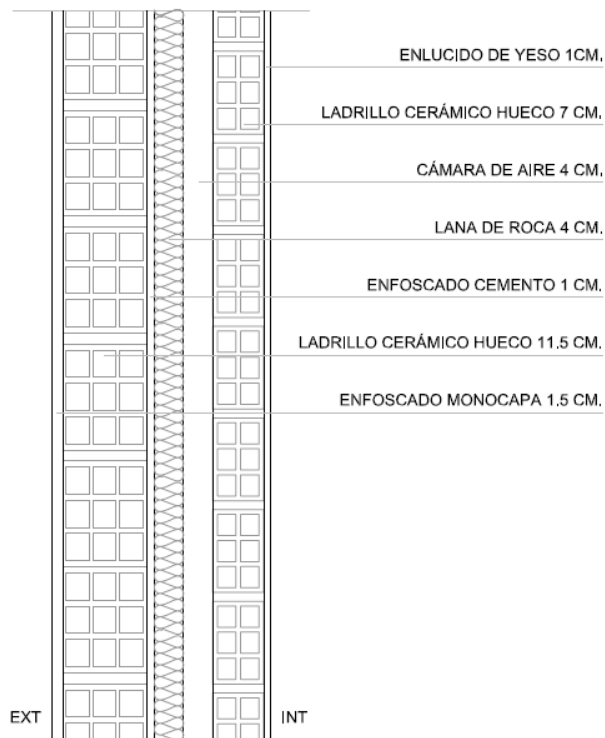 ENLUCIDO DE YESO 1CM.
LADRILLO CERÁMICO HUECO 7 CM.
CÁMARA DE AIRE 4 CM.
LANA DE ROCA 4 CM.
ENFOSCADO CEMENTO 1 CM.
LADRILLO CERÁMICO HUECO 11.5 CM.
ENFOSCADO MONOCAPA 1.5 CM.
EXT
INT